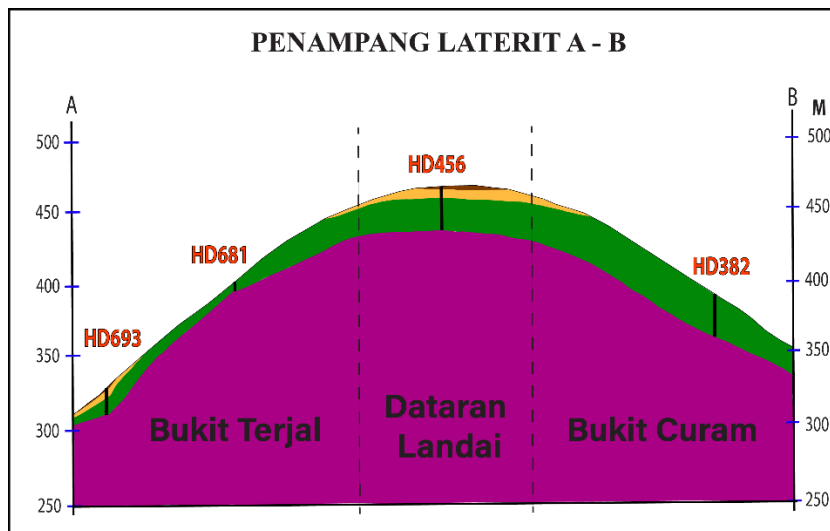 PENAMPANG LATERIT A - B
A
B
M
500
450
400
350
300
250
500
450
400
350
300
250
HD456
HD681
HD693
HD382
Bukit Terjal
Dataran
Landai
Bukit Curam